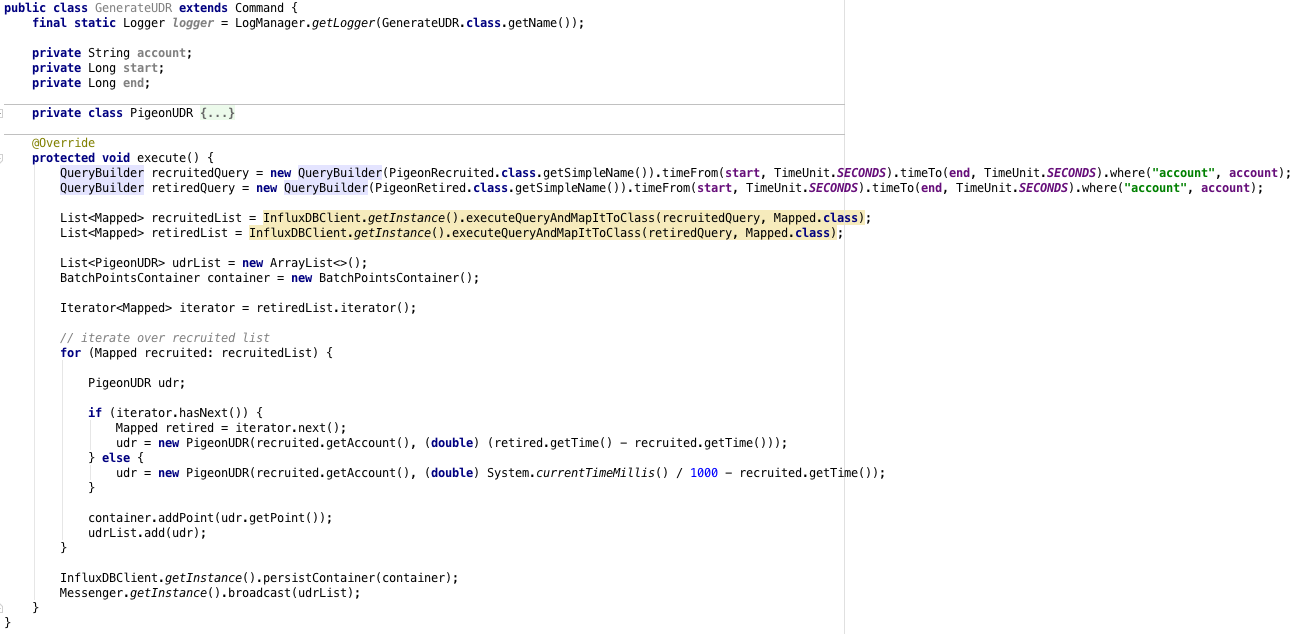 public class GenerateUDR extends Command {
    final static Logger logger = LogManager.getLogger(GenerateUDR.class.getName());
    private String account;
    private Long start;
    private Long end;
    private class PigeonUDR {...}
    @Override
    protected void execute() {
        QueryBuilder recruitedQuery = new QueryBuilder(PigeonRecruited.class.getSimpleName()).timeFrom(start, TimeUnit.SECONDS).timeTo(end, TimeUnit.SECONDS).where("account", account);
        QueryBuilder retiredQuery = new QueryBuilder(PigeonRetired.class.getSimpleName()).timeFrom(start, TimeUnit.SECONDS).timeTo(end, TimeUnit.SECONDS).where("account", account);
        List<Mapped> recruitedList = InfluxDBClient.getInstance().executeQueryAndMapItToClass(recruitedQuery, Mapped.class);
        List<Mapped> retiredList = InfluxDBClient.getInstance().executeQueryAndMapItToClass(retiredQuery, Mapped.class);
        List<PigeonUDR> udrList = new ArrayList<>();
        BatchPointsContainer container = new BatchPointsContainer();
        Iterator<Mapped> iterator = retiredList.iterator();
        // iterate over recruited list
        for (Mapped recruited: recruitedList) {
            PigeonUDR udr;
            if (iterator.hasNext()) {
                Mapped retired = iterator.next();
                udr = new PigeonUDR(recruited.getAccount(), (double) (retired.getTime() - recruited.getTime()));
            } else {
                udr = new PigeonUDR(recruited.getAccount(), (double) System.currentTimeMillis() / 1000 - recruited.getTime());
            }
            container.addPoint(udr.getPoint());
            udrList.add(udr);
        }
        InfluxDBClient.getInstance().persistContainer(container);
        Messenger.getInstance().broadcast(udrList);
    }
}